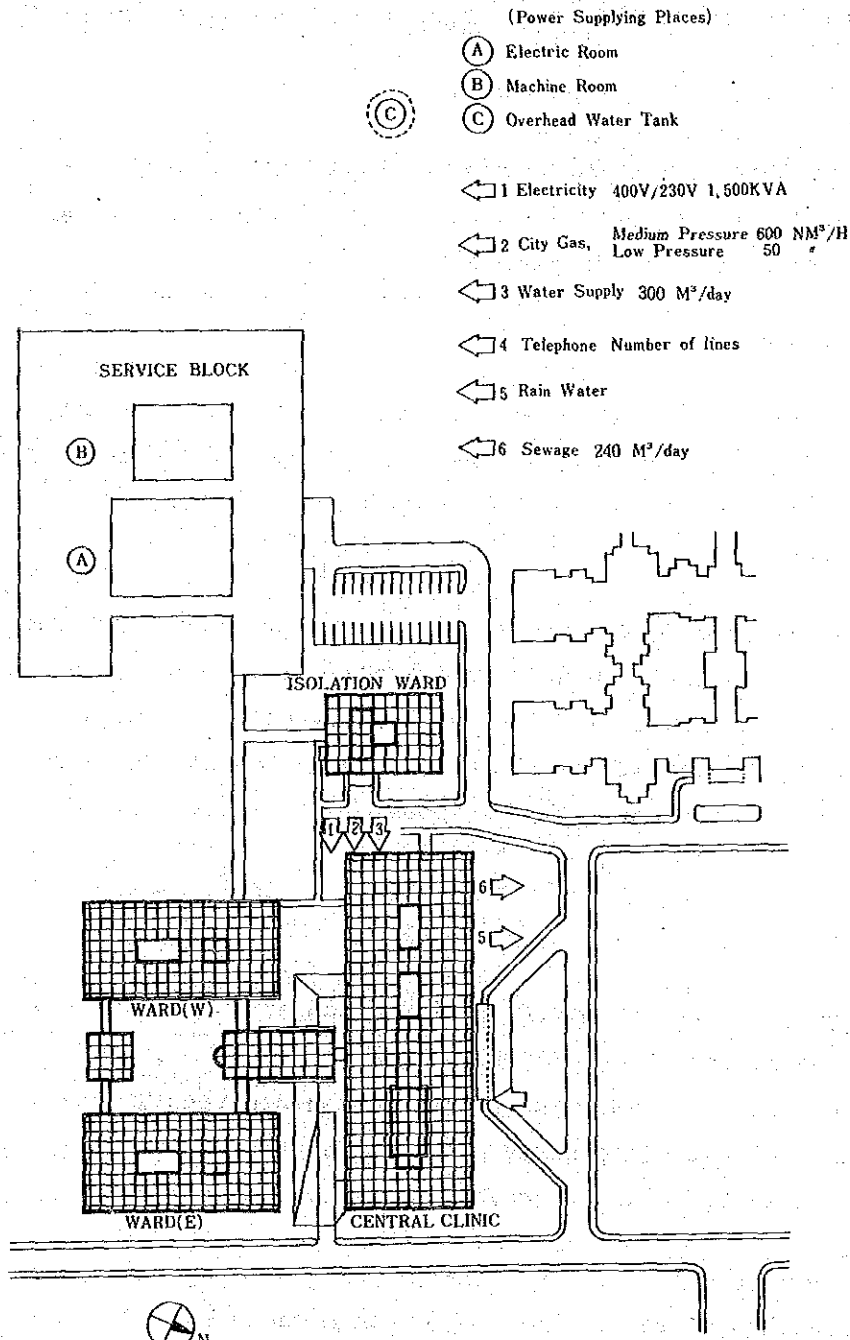 (Power Supplying Places)
Ⓐ Electric Room
Ⓑ Machine Room
Ⓒ Overhead Water Tank
Ⓒ
1 Electricity 400V/230V 1,500KVA
2 City Gas, Medium Pressure 600 NM³/H
Low Pressure 50 〃
3 Water Supply 300 M³/day
4 Telephone Number of lines
5 Rain Water
6 Sewage 240 M³/day
SERVICE BLOCK
Ⓑ
Ⓐ
ISOLATION WARD
1 2 3
6
5
WARD(W)
WARD(E)
CENTRAL CLINIC
N